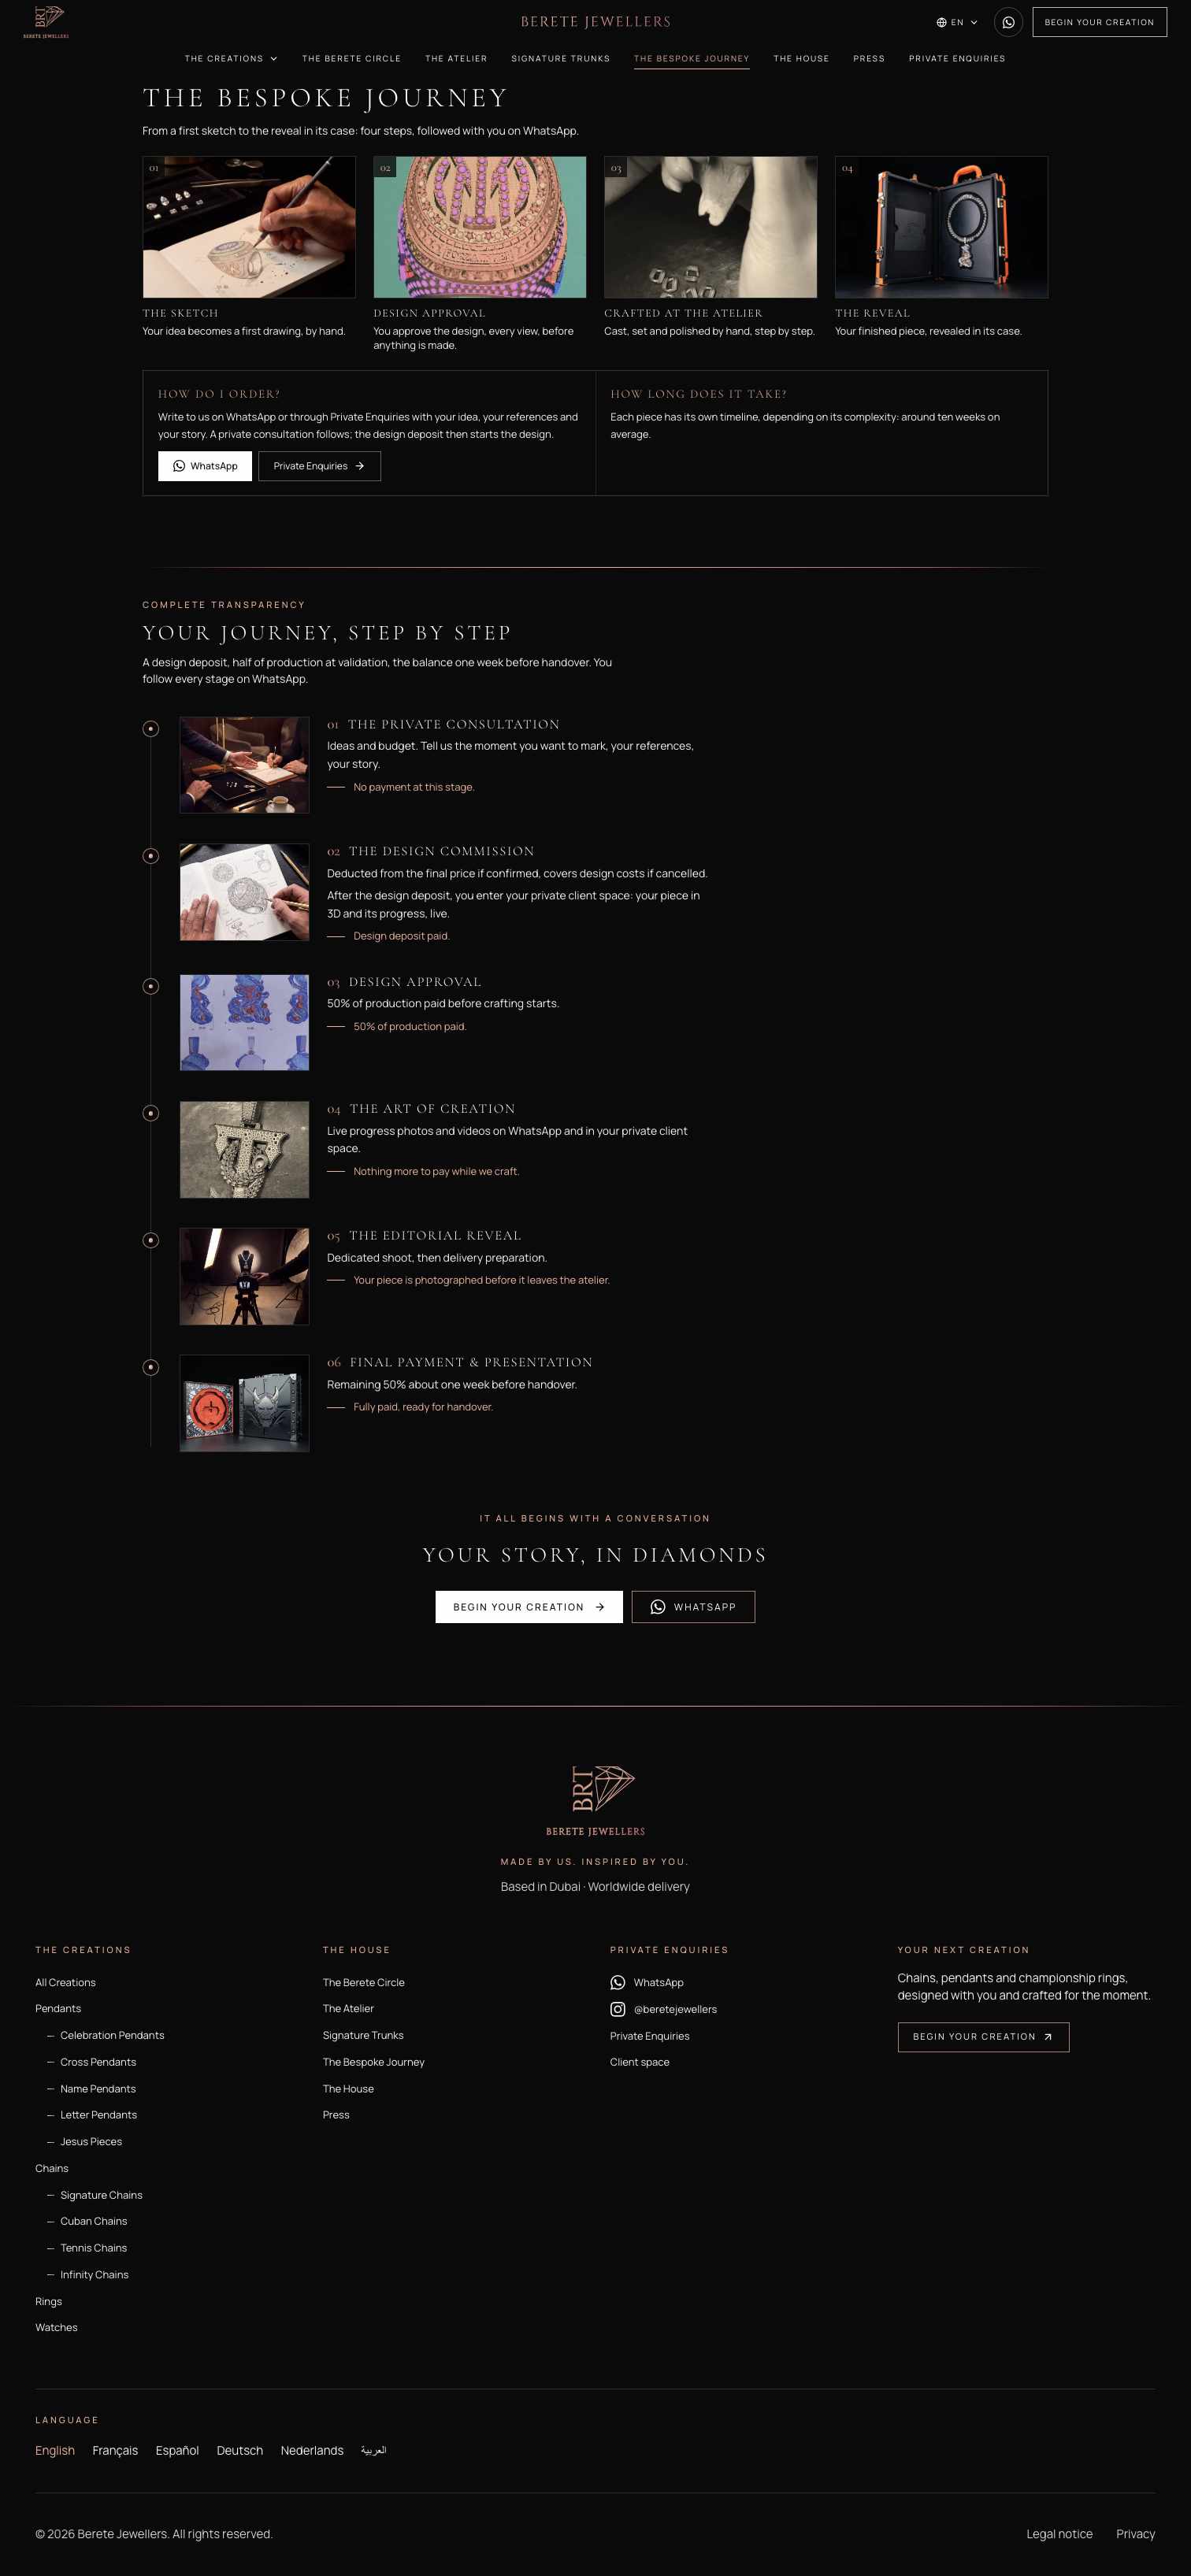 BRT
BERETE JEWELLERS
BERETE JEWELLERS
EN
BEGIN YOUR CREATION
THE CREATIONS
THE BERETE CIRCLE
THE ATELIER
SIGNATURE TRUNKS
THE BESPOKE JOURNEY
THE HOUSE
PRESS
PRIVATE ENQUIRIES
THE BESPOKE JOURNEY
From a first sketch to the reveal in its case: four steps, followed with you on WhatsApp.
01
02
03
04
THE SKETCH
Your idea becomes a first drawing, by hand.
DESIGN APPROVAL
You approve the design, every view, before
anything is made.
CRAFTED AT THE ATELIER
Cast, set and polished by hand, step by step.
THE REVEAL
Your finished piece, revealed in its case.
HOW DO I ORDER?
Write to us on WhatsApp or through Private Enquiries with your idea, your references and
your story. A private consultation follows; the design deposit then starts the design.
WhatsApp
Private Enquiries
HOW LONG DOES IT TAKE?
Each piece has its own timeline, depending on its complexity: around ten weeks on
average.
COMPLETE TRANSPARENCY
YOUR JOURNEY, STEP BY STEP
A design deposit, half of production at validation, the balance one week before handover. You
follow every stage on WhatsApp.
01 THE PRIVATE CONSULTATION
Ideas and budget. Tell us the moment you want to mark, your references,
your story.
No payment at this stage.
02 THE DESIGN COMMISSION
Deducted from the final price if confirmed, covers design costs if cancelled.
After the design deposit, you enter your private client space: your piece in
3D and its progress, live.
Design deposit paid.
03 DESIGN APPROVAL
50% of production paid before crafting starts.
50% of production paid.
04 THE ART OF CREATION
Live progress photos and videos on WhatsApp and in your private client
space.
Nothing more to pay while we craft.
05 THE EDITORIAL REVEAL
Dedicated shoot, then delivery preparation.
Your piece is photographed before it leaves the atelier.
06 FINAL PAYMENT & PRESENTATION
Remaining 50% about one week before handover.
Fully paid, ready for handover.
IT ALL BEGINS WITH A CONVERSATION
YOUR STORY, IN DIAMONDS
BEGIN YOUR CREATION
WHATSAPP
BRT
BERETE JEWELLERS
MADE BY US. INSPIRED BY YOU.
Based in Dubai · Worldwide delivery
THE CREATIONS
All Creations
Pendants
— Celebration Pendants
— Cross Pendants
— Name Pendants
— Letter Pendants
— Jesus Pieces
Chains
— Signature Chains
— Cuban Chains
— Tennis Chains
— Infinity Chains
Rings
Watches
THE HOUSE
The Berete Circle
The Atelier
Signature Trunks
The Bespoke Journey
The House
Press
PRIVATE ENQUIRIES
WhatsApp
@beretejewellers
Private Enquiries
Client space
YOUR NEXT CREATION
Chains, pendants and championship rings,
designed with you and crafted for the moment.
BEGIN YOUR CREATION
LANGUAGE
English Français Español Deutsch Nederlands العربية
© 2026 Berete Jewellers. All rights reserved.
Legal notice
Privacy